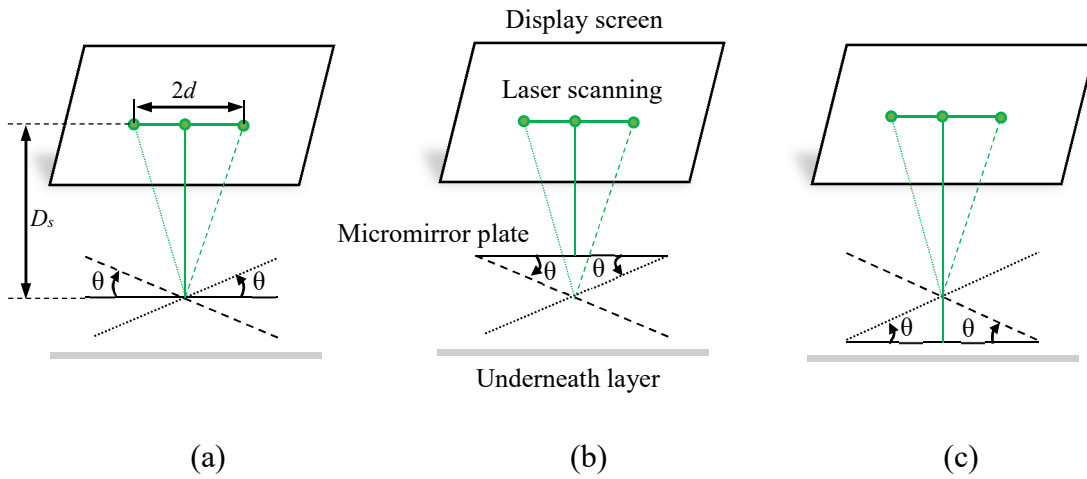 Display screen
2d
Laser scanning
Ds
Micromirror plate
θ
θ
θ
θ
θ
θ
Underneath layer
(a)
(b)
(c)